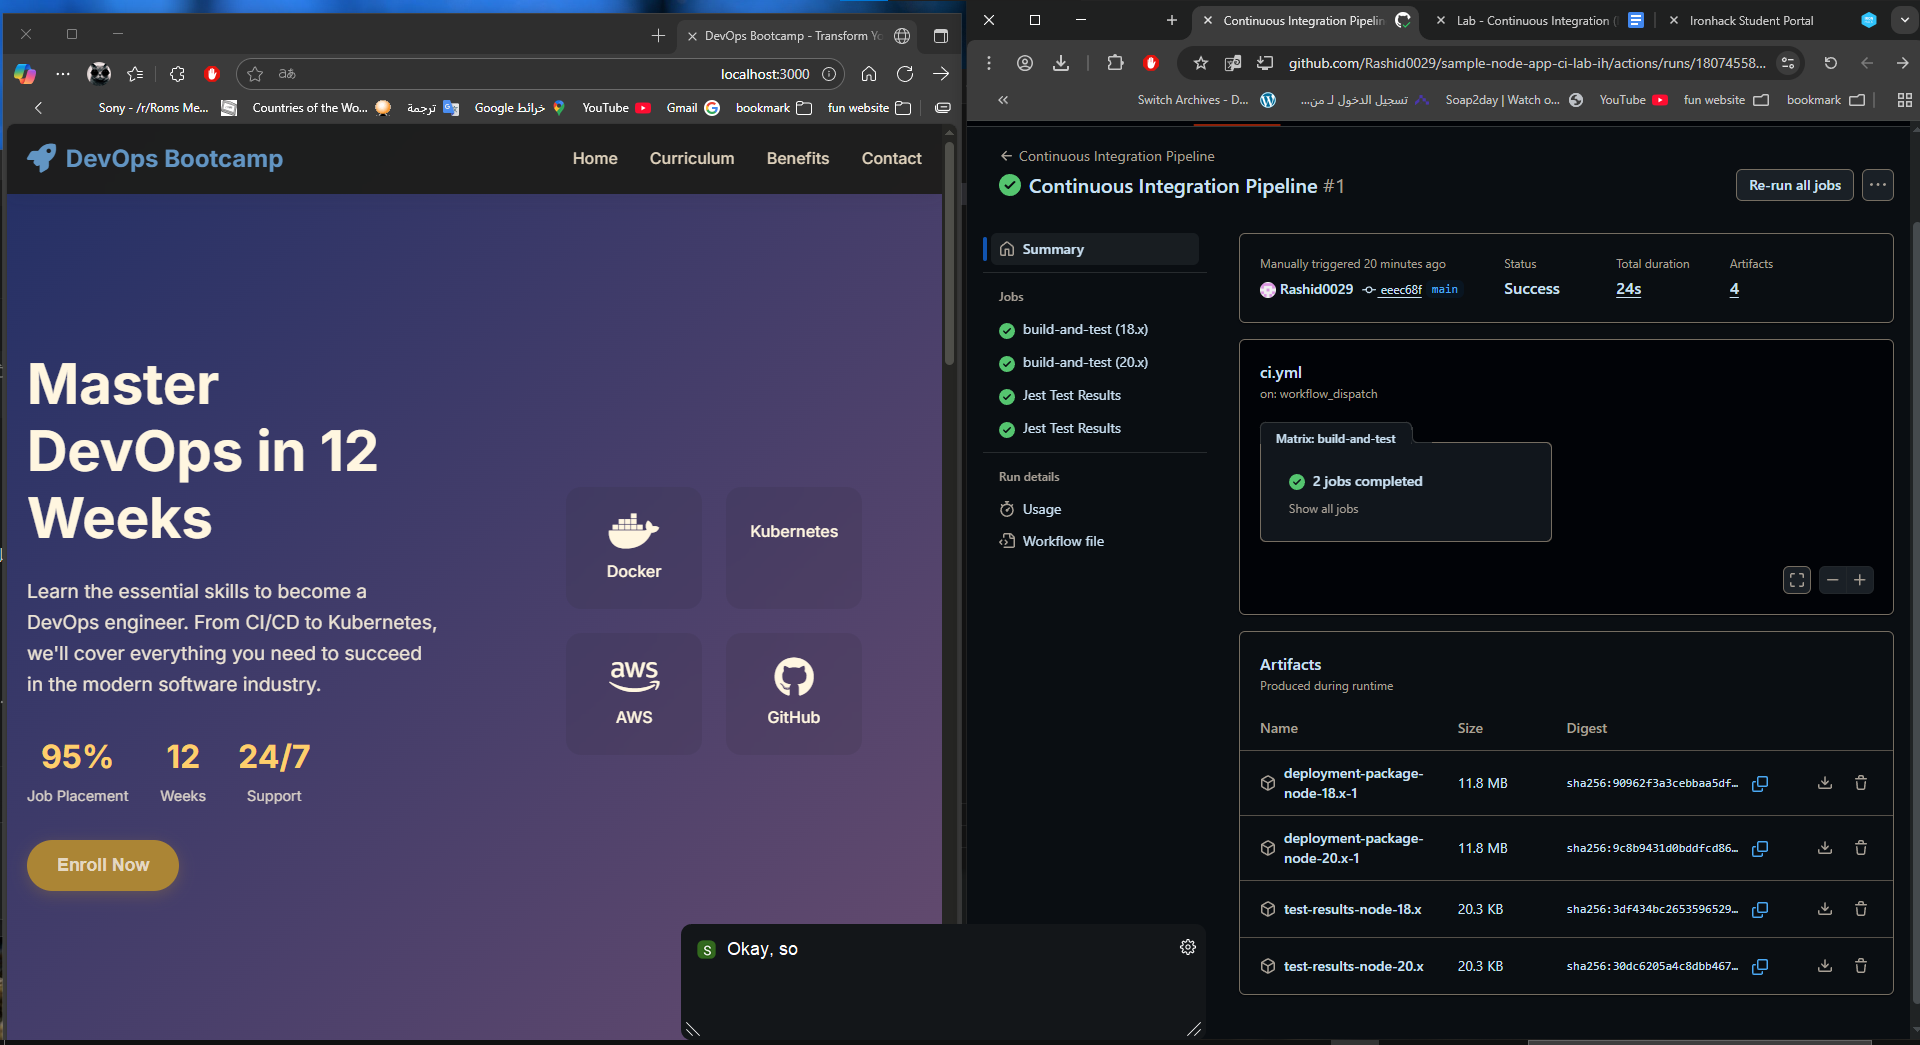 DevOps Bootcamp - Transform Yo
localhost:3000
Sony - /r/Roms Me...
Countries of the Wo...
ترجمة
خرائط Google
YouTube
Gmail
bookmark
fun website
DevOps Bootcamp
Home
Curriculum
Benefits
Contact
Master
DevOps in 12
Weeks
Learn the essential skills to become a
DevOps engineer. From CI/CD to Kubernetes,
we'll cover everything you need to succeed
in the modern software industry.
95%
Job Placement
12
Weeks
24/7
Support
Enroll Now
Docker
Kubernetes
aws
AWS
GitHub
S
Okay, so
Continuous Integration Pipelin
Lab - Continuous Integration (
Ironhack Student Portal
github.com/Rashid0029/sample-node-app-ci-lab-ih/actions/runs/18074558...
Switch Archives - D...
تسجيل الدخول لـ من...
Soap2day | Watch o...
YouTube
fun website
bookmark
Continuous Integration Pipeline
Continuous Integration Pipeline #1
Re-run all jobs
Summary
Jobs
build-and-test (18.x)
build-and-test (20.x)
Jest Test Results
Jest Test Results
Run details
Usage
Workflow file
Manually triggered 20 minutes ago
Rashid0029 eeec68f main
Status
Success
Total duration
24s
Artifacts
4
ci.yml
on: workflow_dispatch
Matrix: build-and-test
2 jobs completed
Show all jobs
Artifacts
Produced during runtime
Name Size Digest
deployment-package-
node-18.x-1
11.8 MB
sha256:90962f3a3cebbaa5df…
deployment-package-
node-20.x-1
11.8 MB
sha256:9c8b9431d0bddfcd86…
test-results-node-18.x
20.3 KB
sha256:3df434bc2653596529…
test-results-node-20.x
20.3 KB
sha256:30dc6205a4c8dbb467…